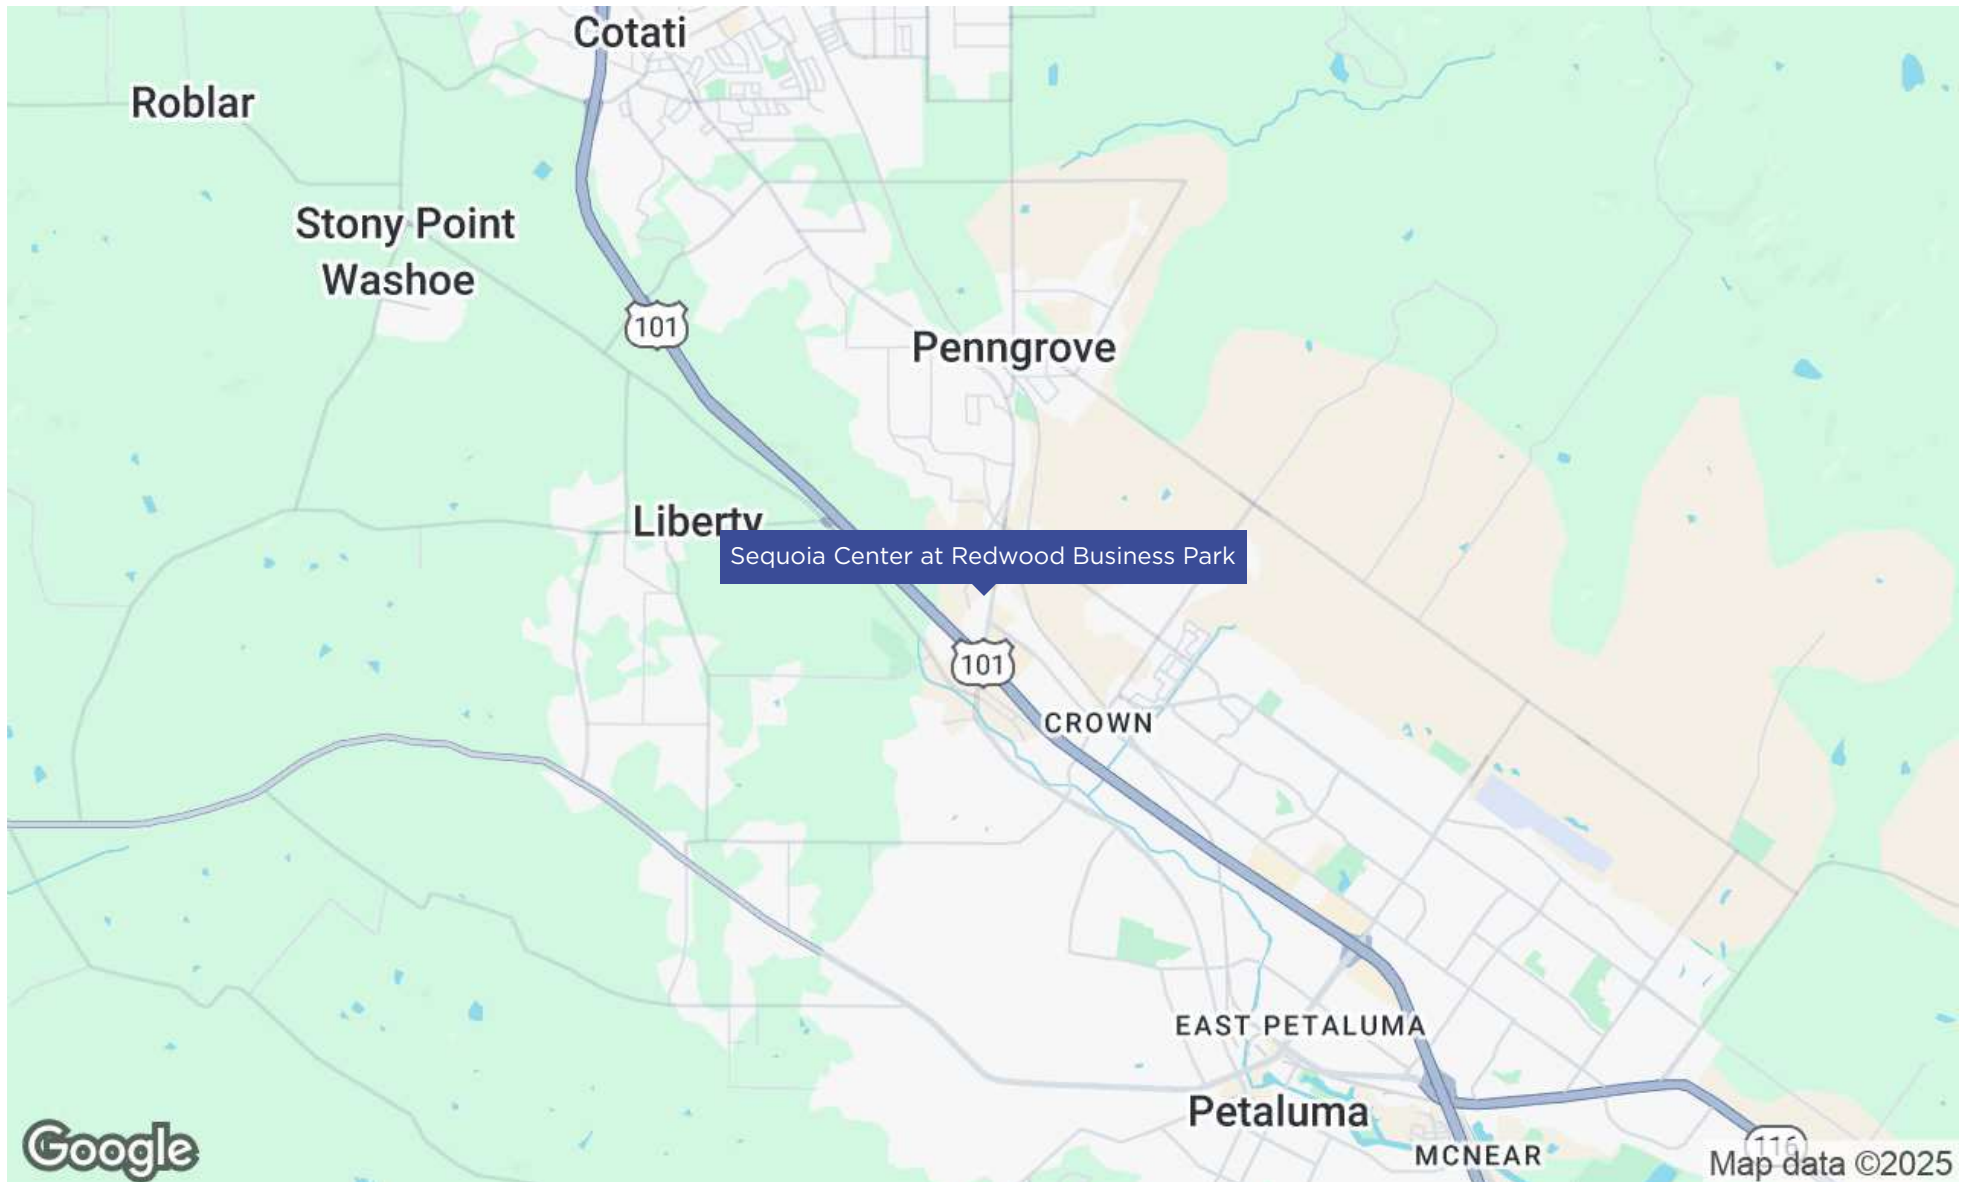 Cotati
Roblar
Stony Point
Washoe
101
Penngrove
Liberty
Sequoia Center at Redwood Business Park
101
CROWN
EAST PETALUMA
Petaluma
116
MCNEAR
Google
Map data ©2025